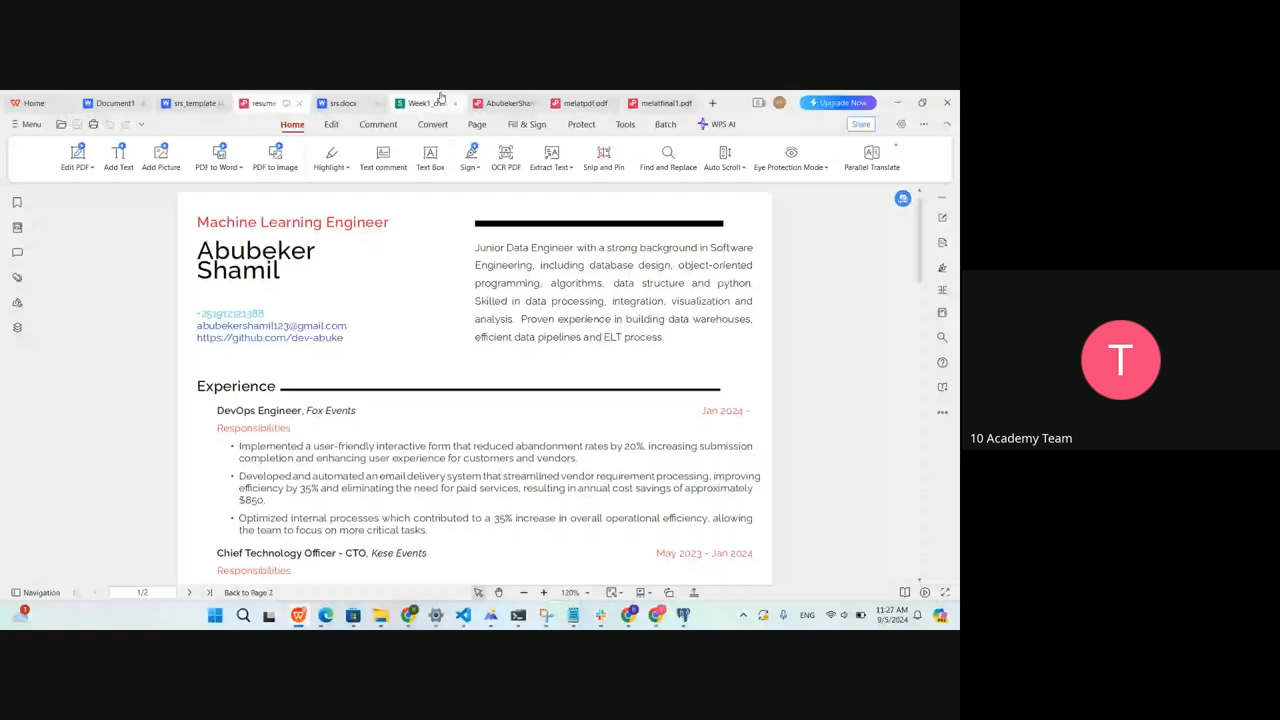 Home
Document1
srs_template
resume
srs.docx
Week1_
AbubekerSham
melatpdf.pdf
melatfinal1.pdf
Upgrade Now
Menu
Home
Edit
Comment
Convert
Page
Fill & Sign
Protect
Tools
Batch
WPS AI
Share
Edit PDF
Add Text
Add Picture
PDF to Word
PDF to Image
Highlight
Text comment
Text Box
Sign
OCR PDF
Extract Text
Snip and Pin
Find and Replace
Auto Scroll
Eye Protection Mode
Parallel Translate
Machine Learning Engineer
Abubeker
Shamil
+251912121388
abubekershamil123@gmail.com
https://github.com/dev-abuke
Junior Data Engineer with a strong background in Software
Engineering, including database design, object-oriented
programming, algorithms, data structure and python.
Skilled in data processing, integration, visualization and
analysis. Proven experience in building data warehouses,
efficient data pipelines and ELT process.
Experience
DevOps Engineer, Fox Events
Jan 2024 -
Responsibilities
• Implemented a user-friendly interactive form that reduced abandonment rates by 20%, increasing submission
completion and enhancing user experience for customers and vendors.
• Developed and automated an email delivery system that streamlined vendor requirement processing, improving
efficiency by 35% and eliminating the need for paid services, resulting in annual cost savings of approximately
$850.
• Optimized internal processes which contributed to a 35% increase in overall operational efficiency, allowing
the team to focus on more critical tasks.
Chief Technology Officer - CTO, Kese Events
May 2023 - Jan 2024
Responsibilities
Navigation
1/2
Back to Page 2
120%
ENG
11:27 AM
9/5/2024
T
10 Academy Team